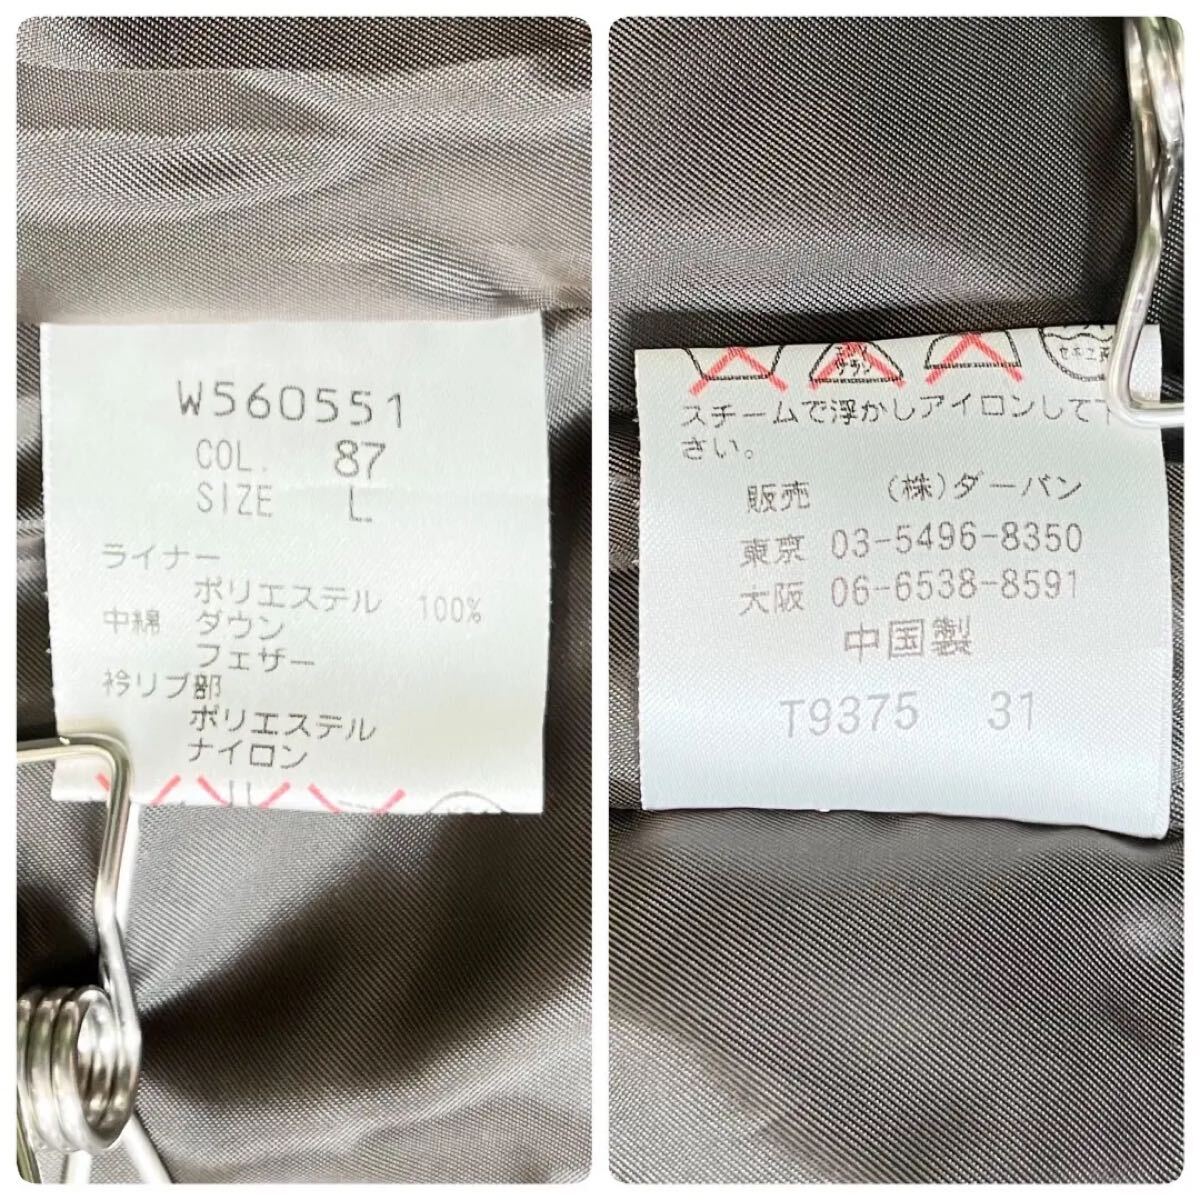 W560551
COL. 87
SIZE L
ライナー
ポリエステル 100%
中綿 ダウン
フェザー
衿リブ部
ポリエステル
ナイロン
スチームで浮かしアイロンして下
さい。
販売 (株)ダーバン
東京 03-5496-8350
大阪 06-6538-8591
中国製
T9375 31